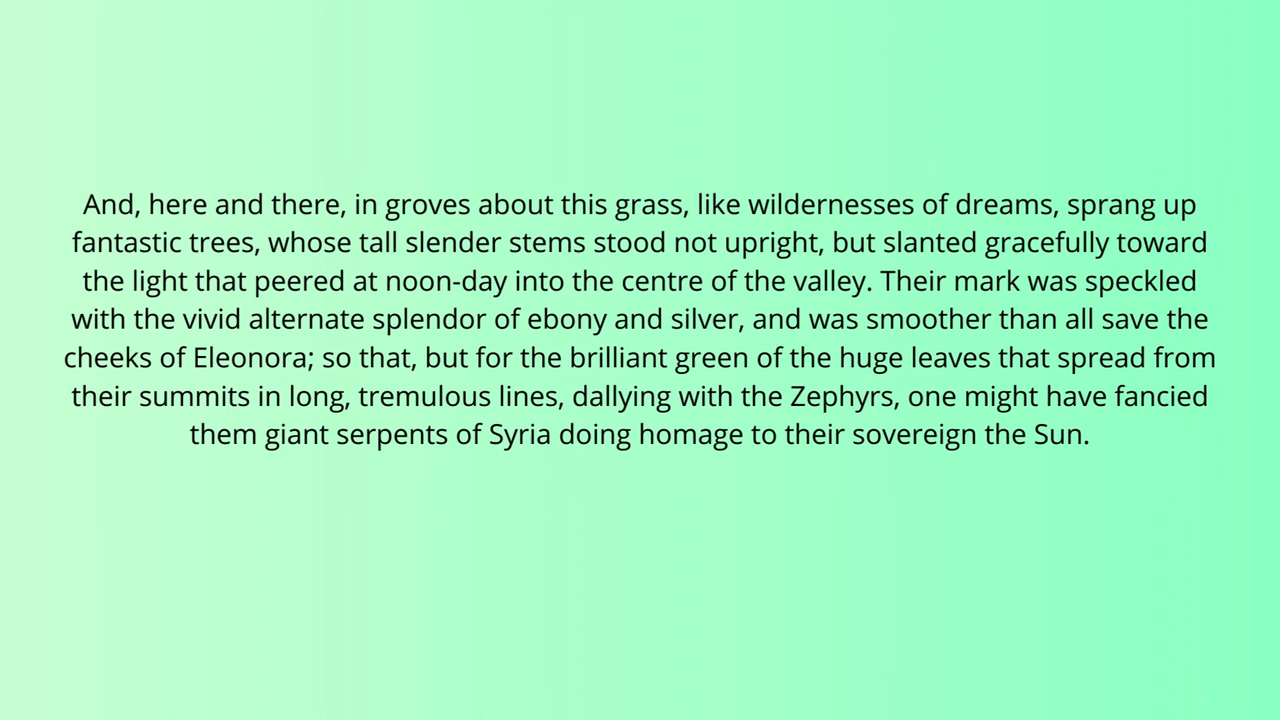 And, here and there, in groves about this grass, like wildernesses of dreams, sprang up
fantastic trees, whose tall slender stems stood not upright, but slanted gracefully toward
the light that peered at noon-day into the centre of the valley. Their mark was speckled
with the vivid alternate splendor of ebony and silver, and was smoother than all save the
cheeks of Eleonora; so that, but for the brilliant green of the huge leaves that spread from
their summits in long, tremulous lines, dallying with the Zephyrs, one might have fancied
them giant serpents of Syria doing homage to their sovereign the Sun.